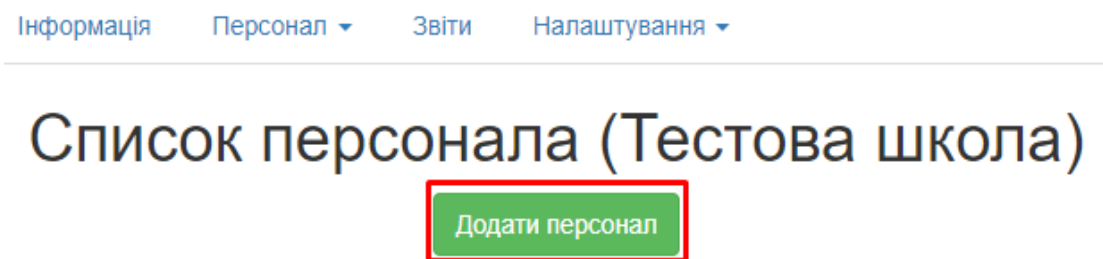 Інформація Персонал Звіти Налаштування
Список персонала (Тестова школа)
Додати персонал